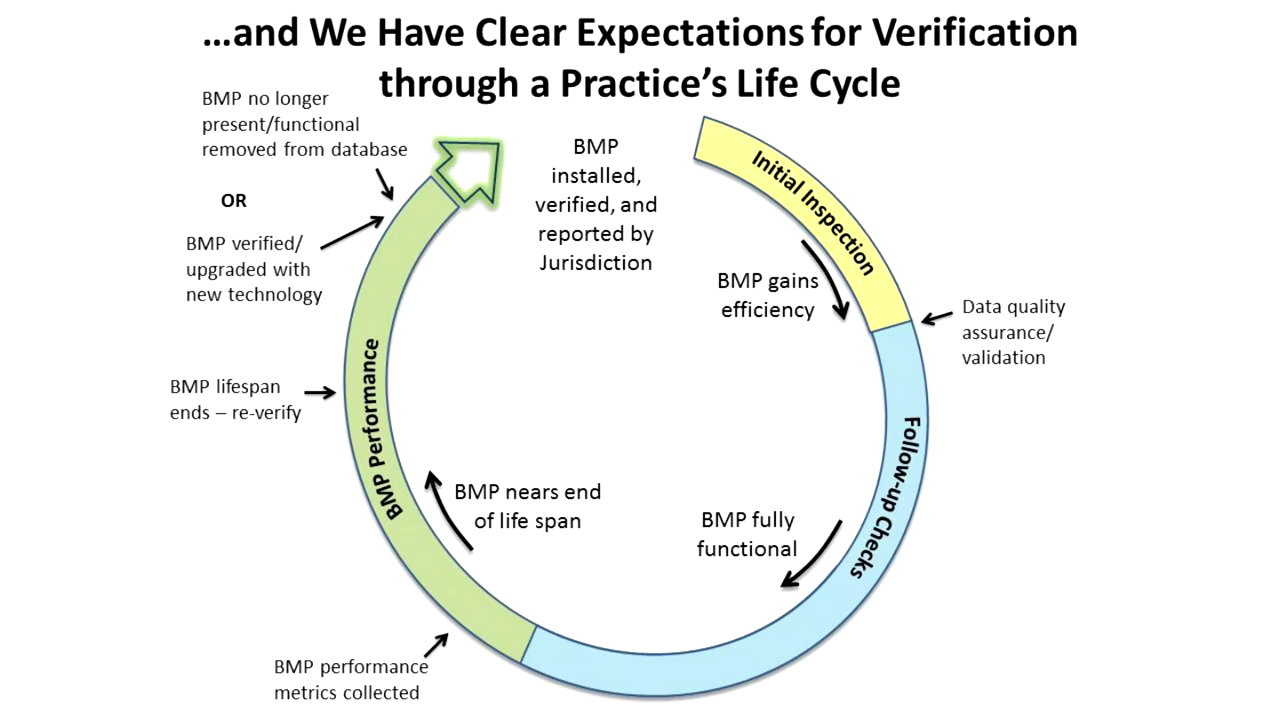 …and We Have Clear Expectations for Verification
through a Practice's Life Cycle
BMP no longer
present/functional
removed from database
OR
BMP verified/
upgraded with
new technology
BMP lifespan
ends – re-verify
BMP performance
metrics collected
BMP
installed,
verified, and
reported by
Jurisdiction
Initial Inspection
BMP gains
efficiency
Data quality
assurance/
validation
Follow-up Checks
BMP fully
functional
BMP nears end
of life span
BMP Performance